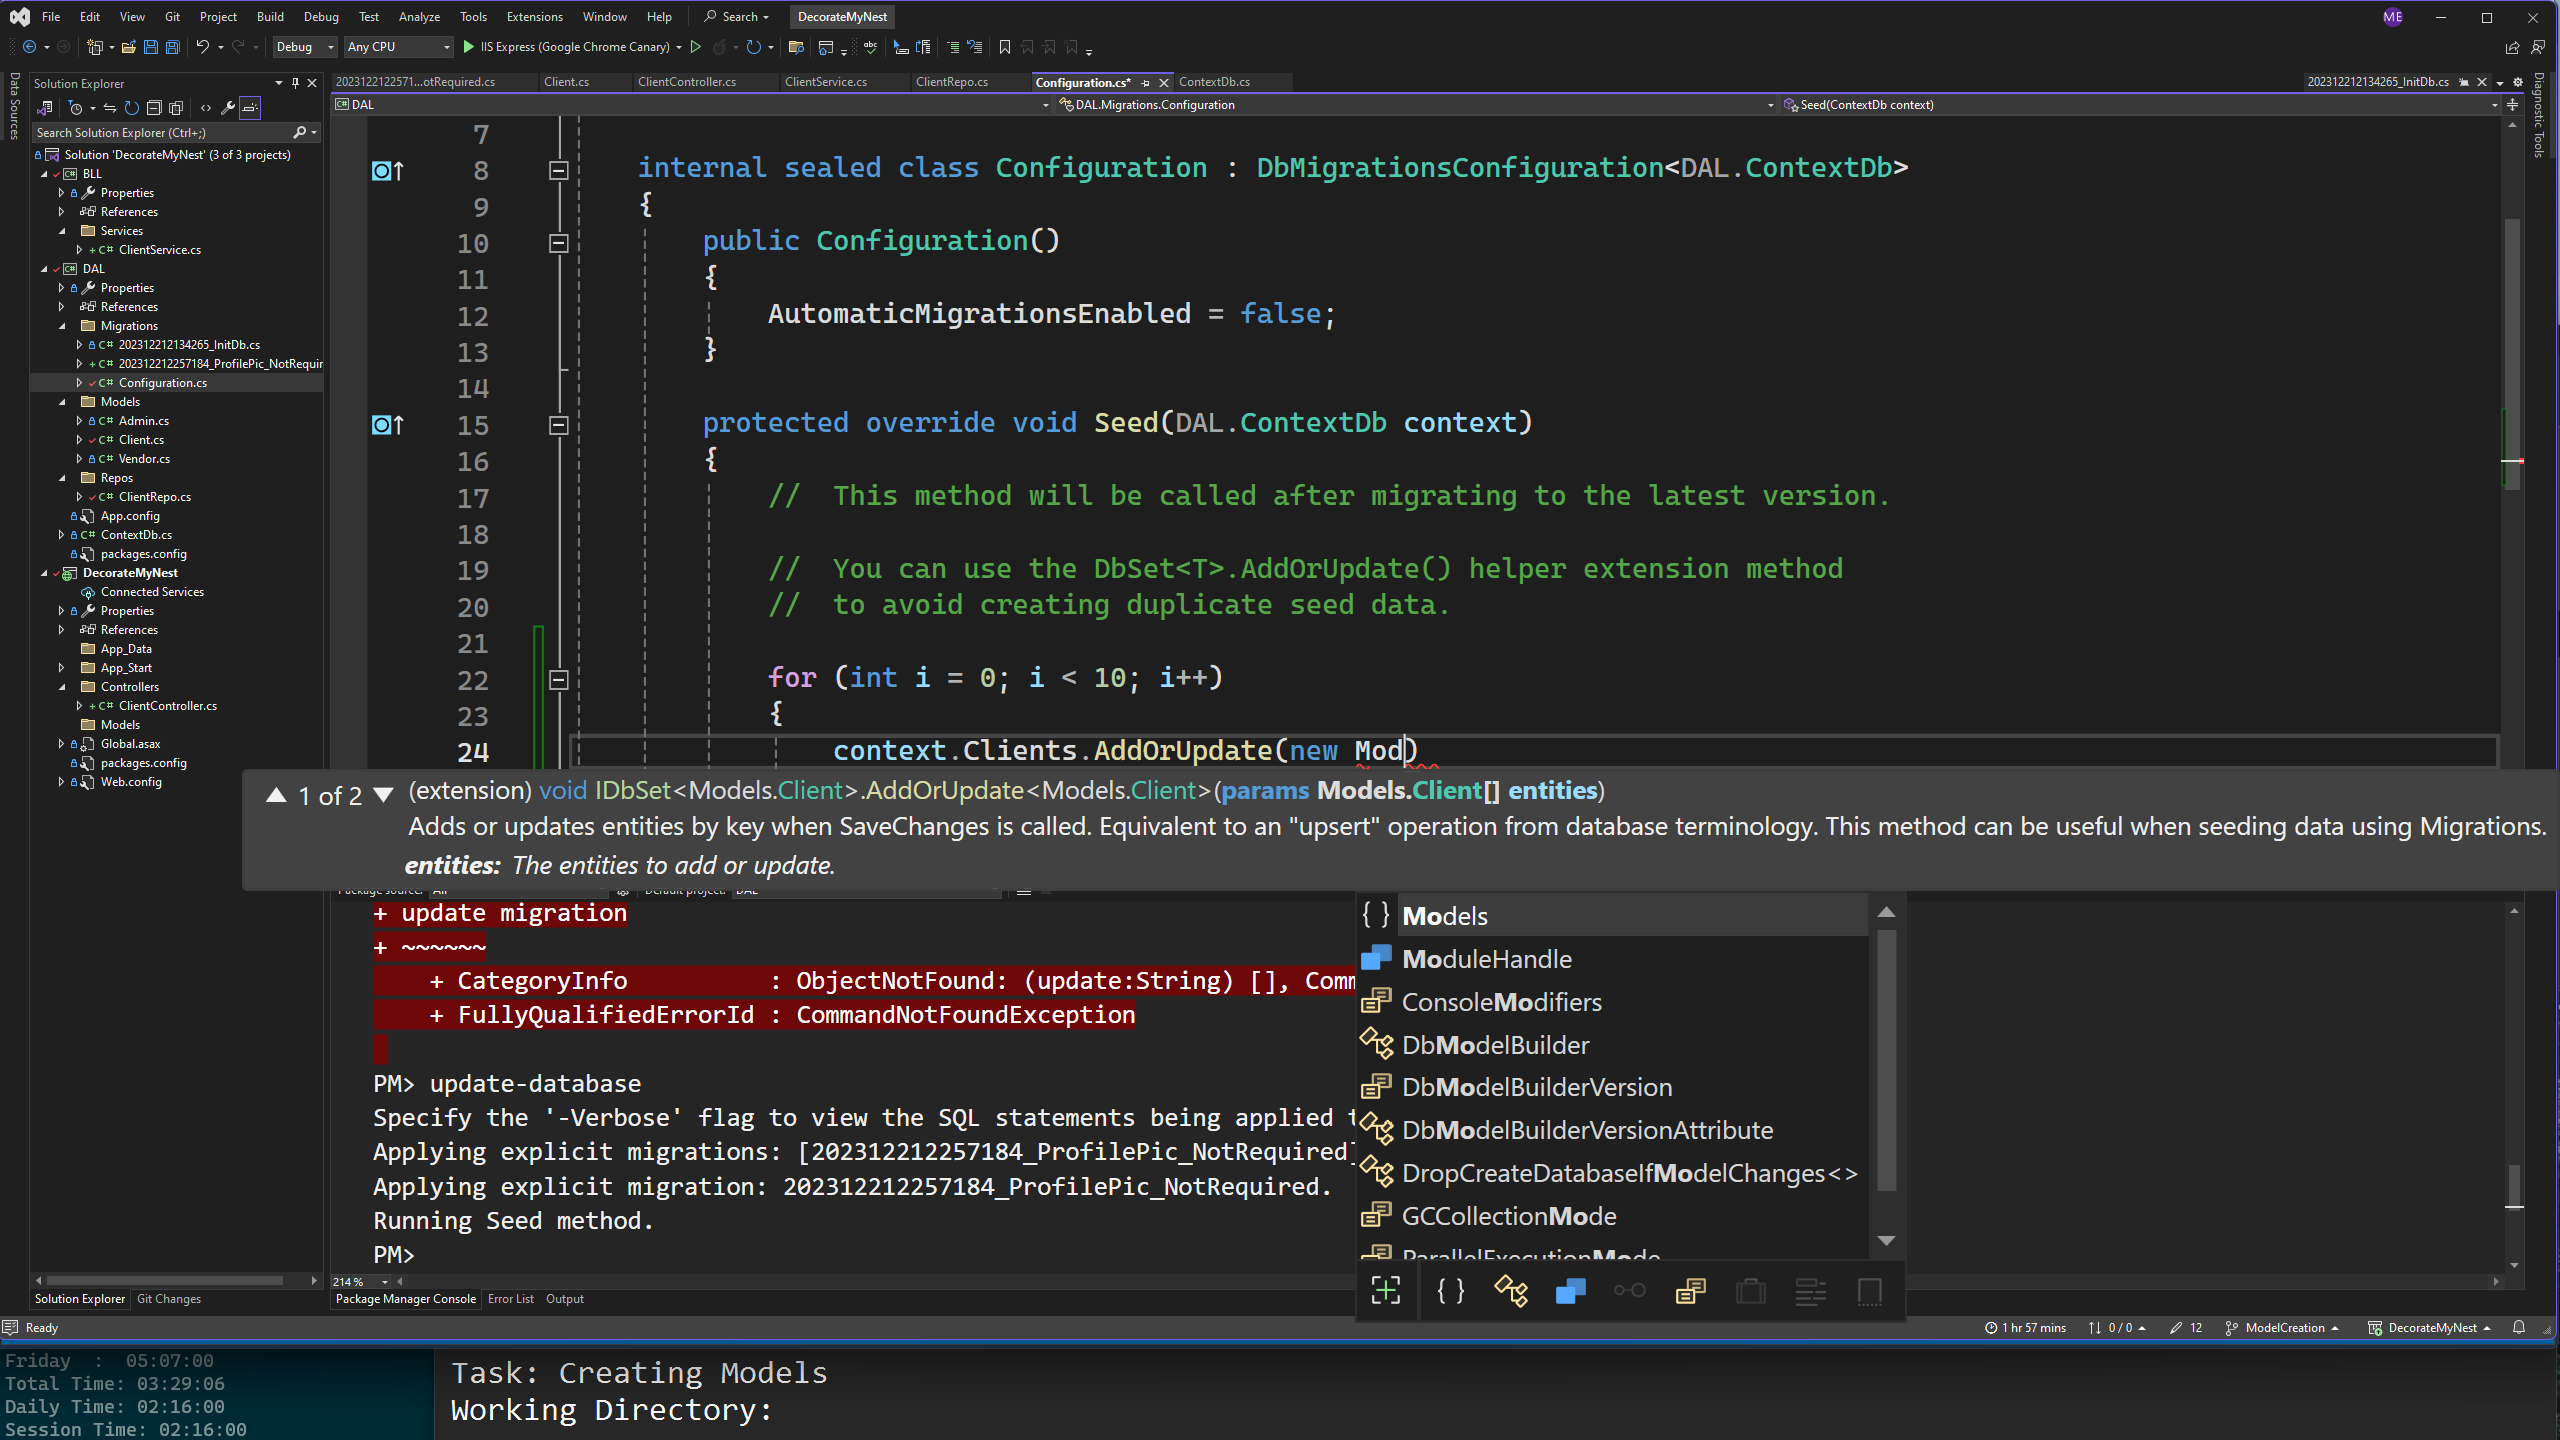 File Edit View Git Project Build Debug Test Analyze Tools Extensions Window Help Search DecorateMyNest ME
Debug Any CPU IIS Express (Google Chrome Canary)
Data Sources
Solution Explorer
Search Solution Explorer (Ctrl+;)
Solution 'DecorateMyNest' (3 of 3 projects)
BLL
Properties
References
Services
C# ClientService.cs
DAL
Properties
References
Migrations
C# 202312212134265_InitDb.cs
C# 202312212257184_ProfilePic_NotRequir
C# Configuration.cs
Models
C# Admin.cs
C# Client.cs
C# Vendor.cs
Repos
C# ClientRepo.cs
App.config
C# ContextDb.cs
packages.config
DecorateMyNest
Connected Services
Properties
References
App_Data
App_Start
Controllers
C# ClientController.cs
Models
Global.asax
packages.config
Web.config
Solution Explorer Git Changes
2023122122571...otRequired.cs Client.cs ClientController.cs ClientService.cs ClientRepo.cs Configuration.cs* ContextDb.cs 202312212134265_InitDb.cs
C# DAL DAL.Migrations.Configuration Seed(ContextDb context)
Diagnostic Tools
7
8 internal sealed class Configuration : DbMigrationsConfiguration<DAL.ContextDb>
9 {
10 public Configuration()
11 {
12 AutomaticMigrationsEnabled = false;
13 }
14
15 protected override void Seed(DAL.ContextDb context)
16 {
17 //  This method will be called after migrating to the latest version.
18
19 //  You can use the DbSet<T>.AddOrUpdate() helper extension method
20 //  to avoid creating duplicate seed data.
21
22 for (int i = 0; i < 10; i++)
23 {
24 context.Clients.AddOrUpdate(new Mod)
1 of 2 (extension) void IDbSet<Models.Client>.AddOrUpdate<Models.Client>(params Models.Client[] entities)
Adds or updates entities by key when SaveChanges is called. Equivalent to an "upsert" operation from database terminology. This method can be useful when seeding data using Migrations.
entities: The entities to add or update.
Package source: All Default project: DAL
+ update migration
+ ~~~~~~
+ CategoryInfo : ObjectNotFound: (update:String) [], Comm
+ FullyQualifiedErrorId : CommandNotFoundException
PM> update-database
Specify the '-Verbose' flag to view the SQL statements being applied t
Applying explicit migrations: [202312212257184_ProfilePic_NotRequired]
Applying explicit migration: 202312212257184_ProfilePic_NotRequired.
Running Seed method.
PM>
{ } Models
ModuleHandle
ConsoleModifiers
DbModelBuilder
DbModelBuilderVersion
DbModelBuilderVersionAttribute
DropCreateDatabaseIfModelChanges<>
GCCollectionMode
ParallelExecutionMode
214 %
Package Manager Console Error List Output
Ready 1 hr 57 mins 0 / 0 12 ModelCreation DecorateMyNest
Friday  :  05:07:00
Total Time: 03:29:06
Daily Time: 02:16:00
Session Time: 02:16:00
Task: Creating Models
Working Directory: